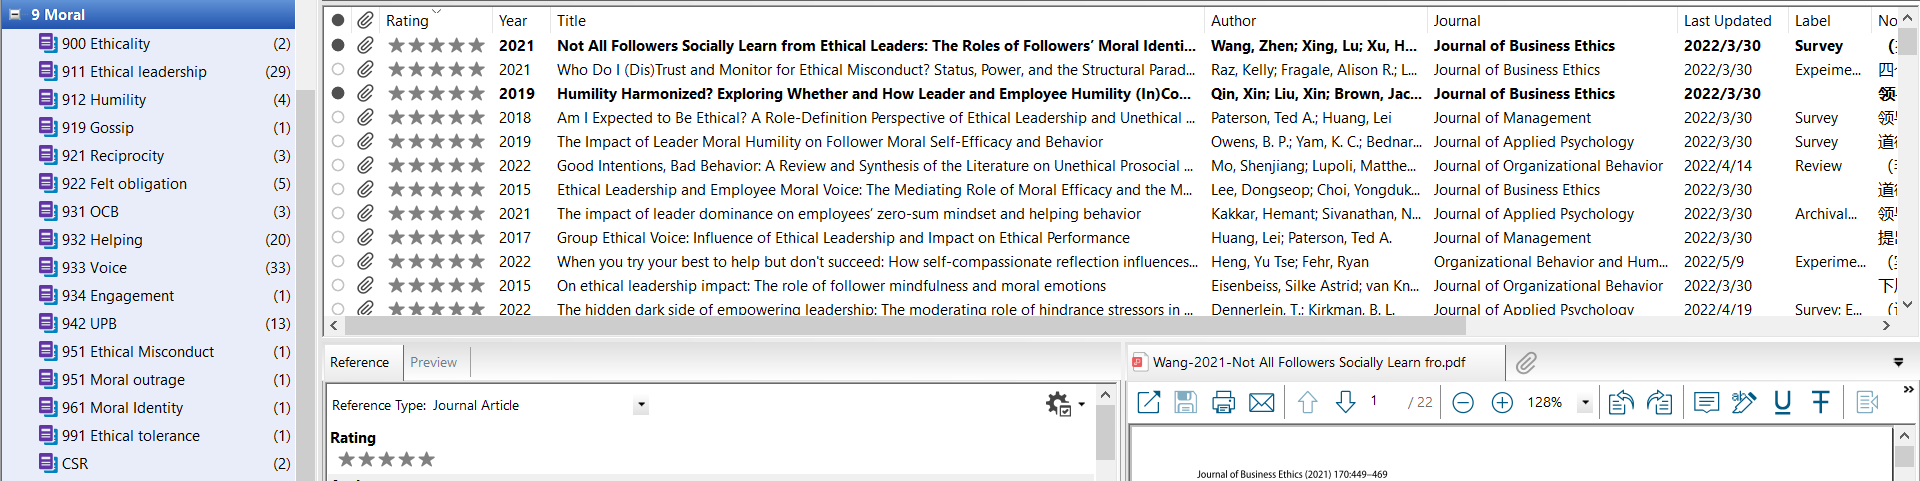 9 Moral
900 Ethicality (2)
911 Ethical leadership (29)
912 Humility (4)
919 Gossip (1)
921 Reciprocity (3)
922 Felt obligation (5)
931 OCB (3)
932 Helping (20)
933 Voice (33)
934 Engagement (1)
942 UPB (13)
951 Ethical Misconduct (1)
951 Moral outrage (1)
961 Moral Identity (1)
991 Ethical tolerance (1)
CSR (2)
Rating Year Title Author Journal Last Updated Label No
2021 Not All Followers Socially Learn from Ethical Leaders: The Roles of Followers’ Moral Identi... Wang, Zhen; Xing, Lu; Xu, H... Journal of Business Ethics 2022/3/30 Survey
2021 Who Do I (Dis)Trust and Monitor for Ethical Misconduct? Status, Power, and the Structural Parad... Raz, Kelly; Fragale, Alison R.; L... Journal of Business Ethics 2022/3/30 Expeime... 四
2019 Humility Harmonized? Exploring Whether and How Leader and Employee Humility (In)Co... Qin, Xin; Liu, Xin; Brown, Jac... Journal of Business Ethics 2022/3/30 领
2018 Am I Expected to Be Ethical? A Role-Definition Perspective of Ethical Leadership and Unethical ... Paterson, Ted A.; Huang, Lei Journal of Management 2022/3/30 Survey 领
2019 The Impact of Leader Moral Humility on Follower Moral Self-Efficacy and Behavior Owens, B. P.; Yam, K. C.; Bednar... Journal of Applied Psychology 2022/3/30 Survey 道
2022 Good Intentions, Bad Behavior: A Review and Synthesis of the Literature on Unethical Prosocial ... Mo, Shenjiang; Lupoli, Matthe... Journal of Organizational Behavior 2022/4/14 Review
2015 Ethical Leadership and Employee Moral Voice: The Mediating Role of Moral Efficacy and the M... Lee, Dongseop; Choi, Yongduk... Journal of Business Ethics 2022/3/30 道
2021 The impact of leader dominance on employees’ zero-sum mindset and helping behavior Kakkar, Hemant; Sivanathan, N... Journal of Applied Psychology 2022/3/30 Archival... 领
2017 Group Ethical Voice: Influence of Ethical Leadership and Impact on Ethical Performance Huang, Lei; Paterson, Ted A. Journal of Management 2022/3/30 提
2022 When you try your best to help but don't succeed: How self-compassionate reflection influences... Heng, Yu Tse; Fehr, Ryan Organizational Behavior and Hum... 2022/5/9 Experime...
2015 On ethical leadership impact: The role of follower mindfulness and moral emotions Eisenbeiss, Silke Astrid; van Kn... Journal of Organizational Behavior 2022/3/30 下
2022 The hidden dark side of empowering leadership: The moderating role of hindrance stressors in ... Dennerlein, T.; Kirkman, B. L. Journal of Applied Psychology 2022/4/19 Survey; E...
Reference Preview
Reference Type: Journal Article
Rating
Wang-2021-Not All Followers Socially Learn fro.pdf
1 / 22 128%
Journal of Business Ethics (2021) 170:449–469